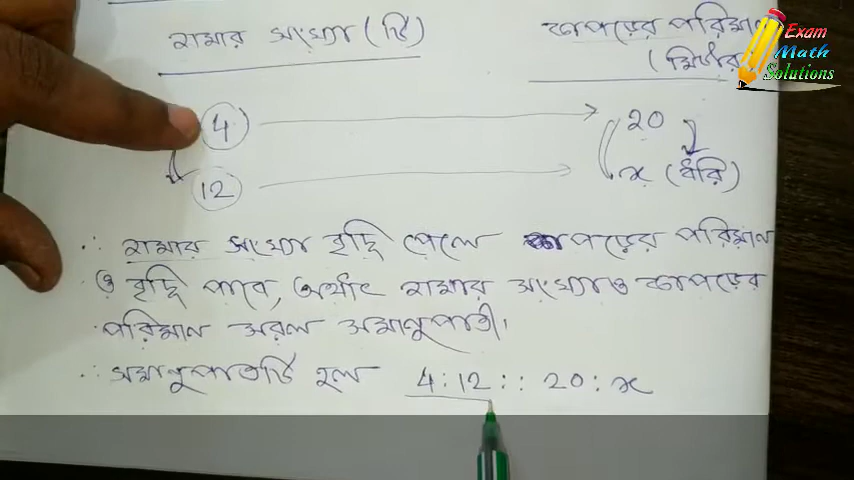 জামার সংখ্যা (টি) কাপড়ের পরিমান
(মিটার)
4 20
12 x (ধরি)
∴ জামার সংখ্যা বৃদ্ধি পেলে কাপড়ের পরিমান
ও বৃদ্ধি পাবে, অর্থাৎ জামার সংখ্যাও কাপড়ের
পরিমান সরল সমানুপাতী।
∴ সমানুপাতটি হল 4:12 :: 20:x
Exam
Math
Solutions